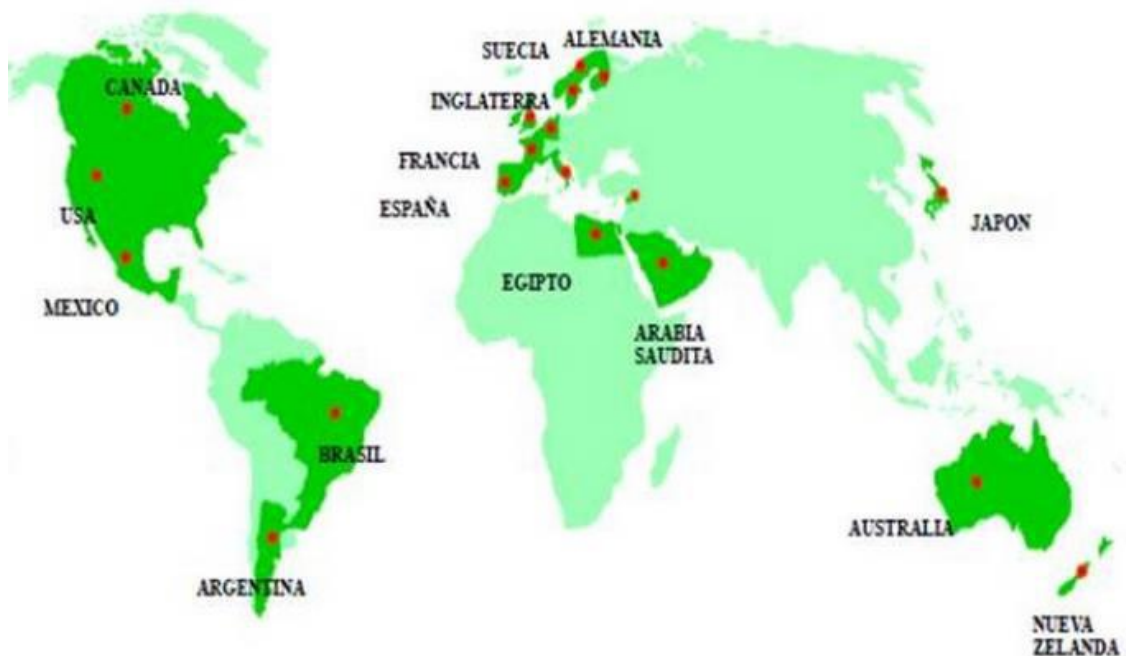 SUECIA
ALEMANIA
CANADA
INGLATERRA
FRANCIA
ESPAÑA
USA
JAPON
EGIPTO
MEXICO
ARABIA
SAUDITA
BRASIL
AUSTRALIA
ARGENTINA
NUEVA
ZELANDA